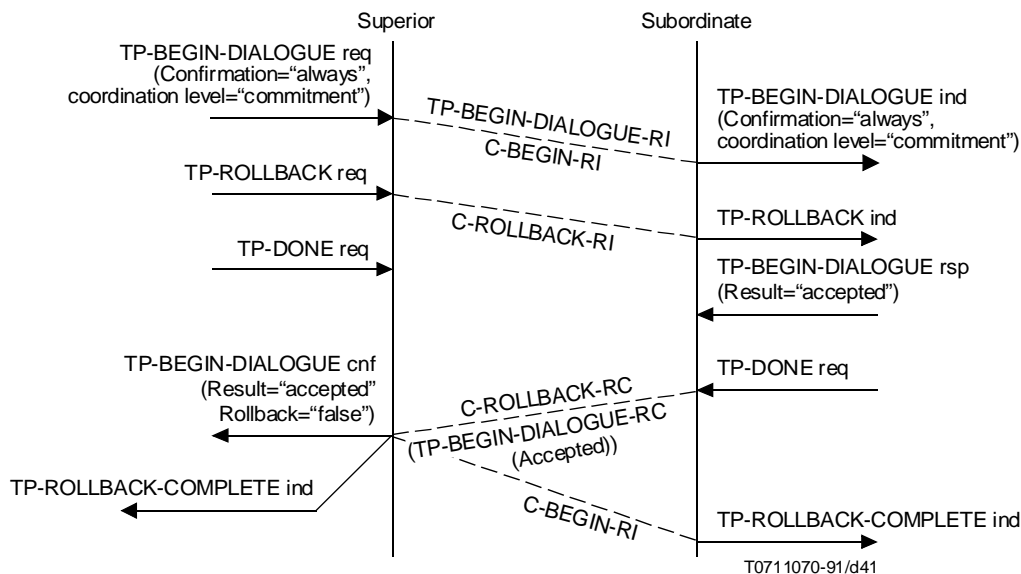 Superior
Subordinate
TP-BEGIN-DIALOGUE req
(Confirmation=“always”,
coordination level=“commitment”)
TP-BEGIN-DIALOGUE-RI
C-BEGIN-RI
TP-BEGIN-DIALOGUE ind
(Confirmation=“always”,
coordination level=“commitment”)
TP-ROLLBACK req
C-ROLLBACK-RI
TP-ROLLBACK ind
TP-DONE req
TP-BEGIN-DIALOGUE rsp
(Result=“accepted”)
TP-BEGIN-DIALOGUE cnf
(Result=“accepted”
Rollback=“false”)
TP-DONE req
C-ROLLBACK-RC
(TP-BEGIN-DIALOGUE-RC
(Accepted))
TP-ROLLBACK-COMPLETE ind
C-BEGIN-RI
TP-ROLLBACK-COMPLETE ind
T0711070-91/d41